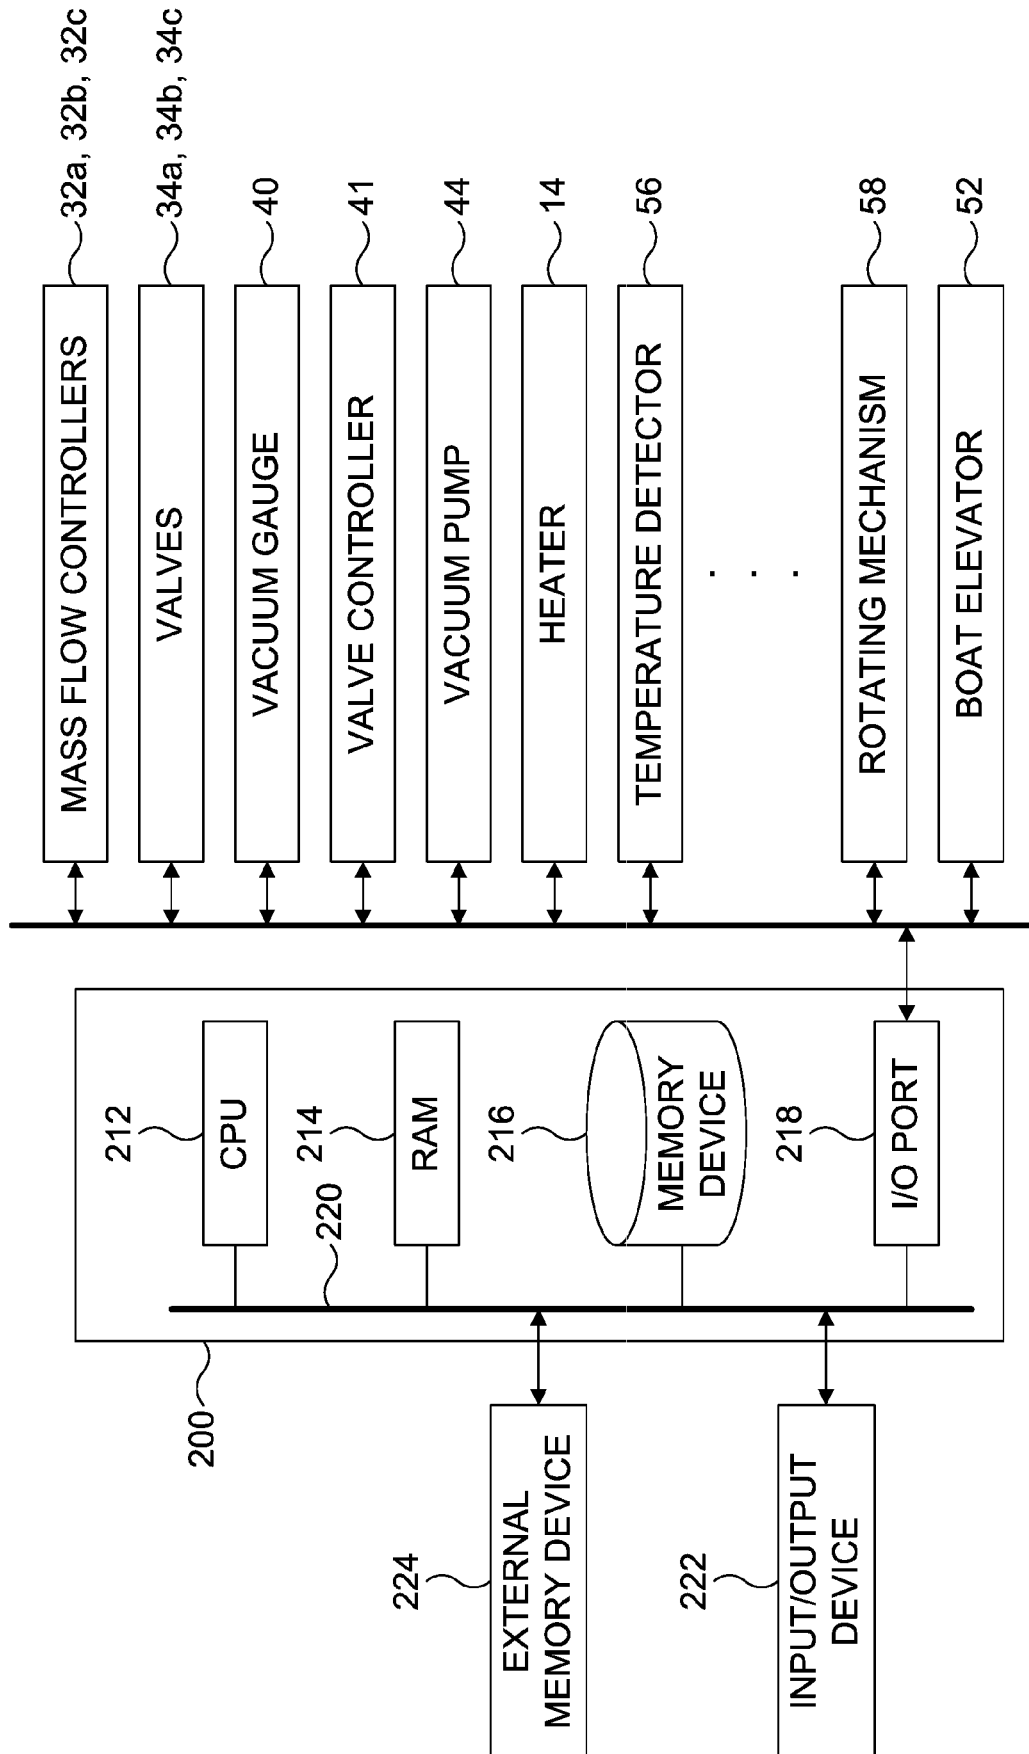 200
212
CPU
214
RAM
220
216
MEMORY
DEVICE
218
I/O PORT
224
EXTERNAL
MEMORY DEVICE
222
INPUT/OUTPUT
DEVICE
MASS FLOW CONTROLLERS
32a, 32b, 32c
VALVES
34a, 34b, 34c
VACUUM GAUGE
40
VALVE CONTROLLER
41
VACUUM PUMP
44
HEATER
14
TEMPERATURE DETECTOR
56
. . .
ROTATING MECHANISM
58
BOAT ELEVATOR
52